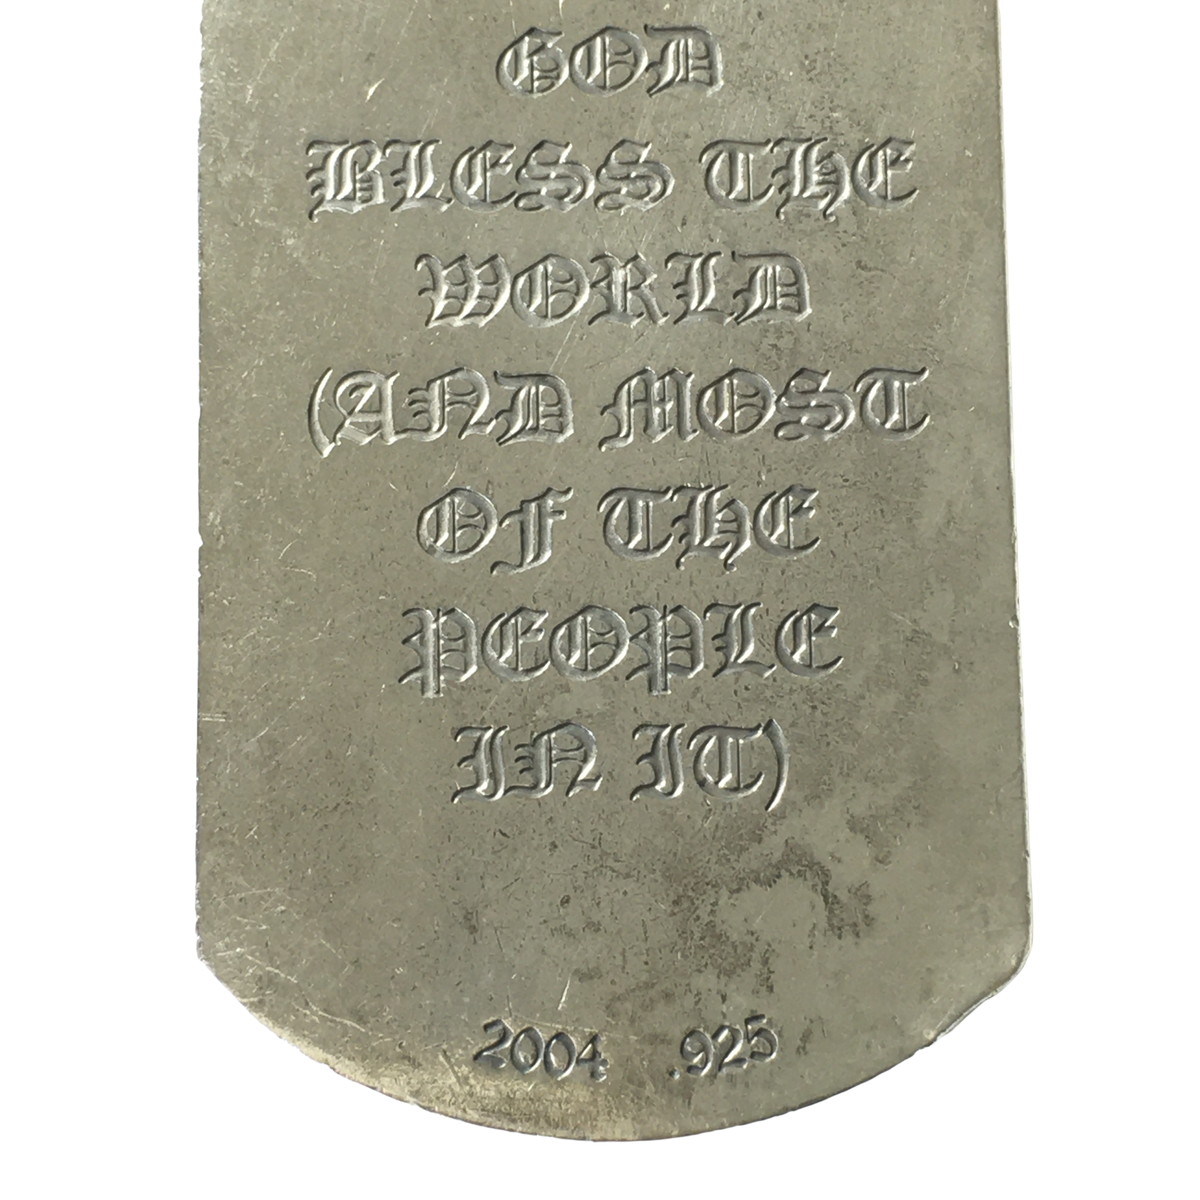 GOD
BLESS THE
WORLD
(AND MOST
OF THE
PEOPLE
IN IT)
2004 .925